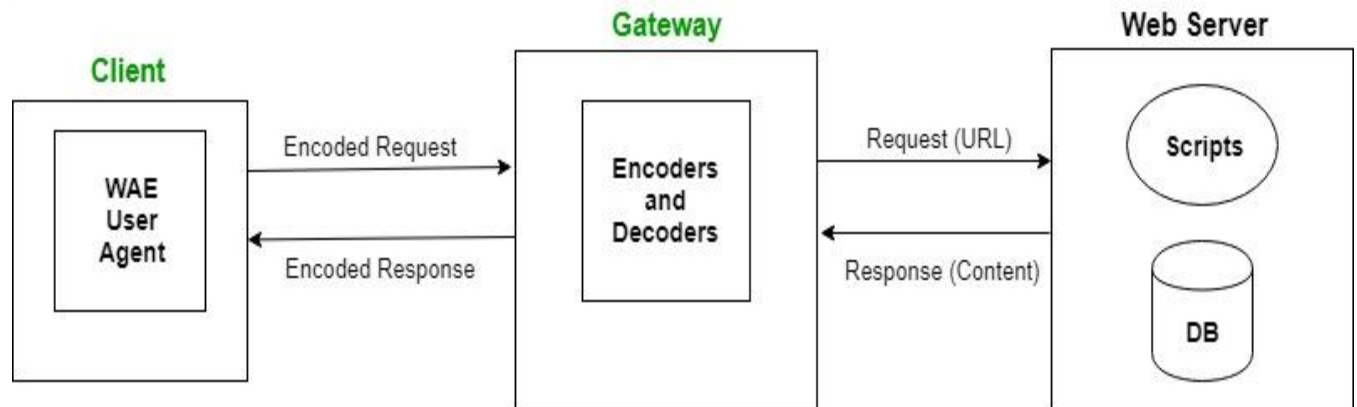 Client
WAE
User
Agent
Encoded Request
Encoded Response
Gateway
Encoders
and
Decoders
Request (URL)
Response (Content)
Web Server
Scripts
DB